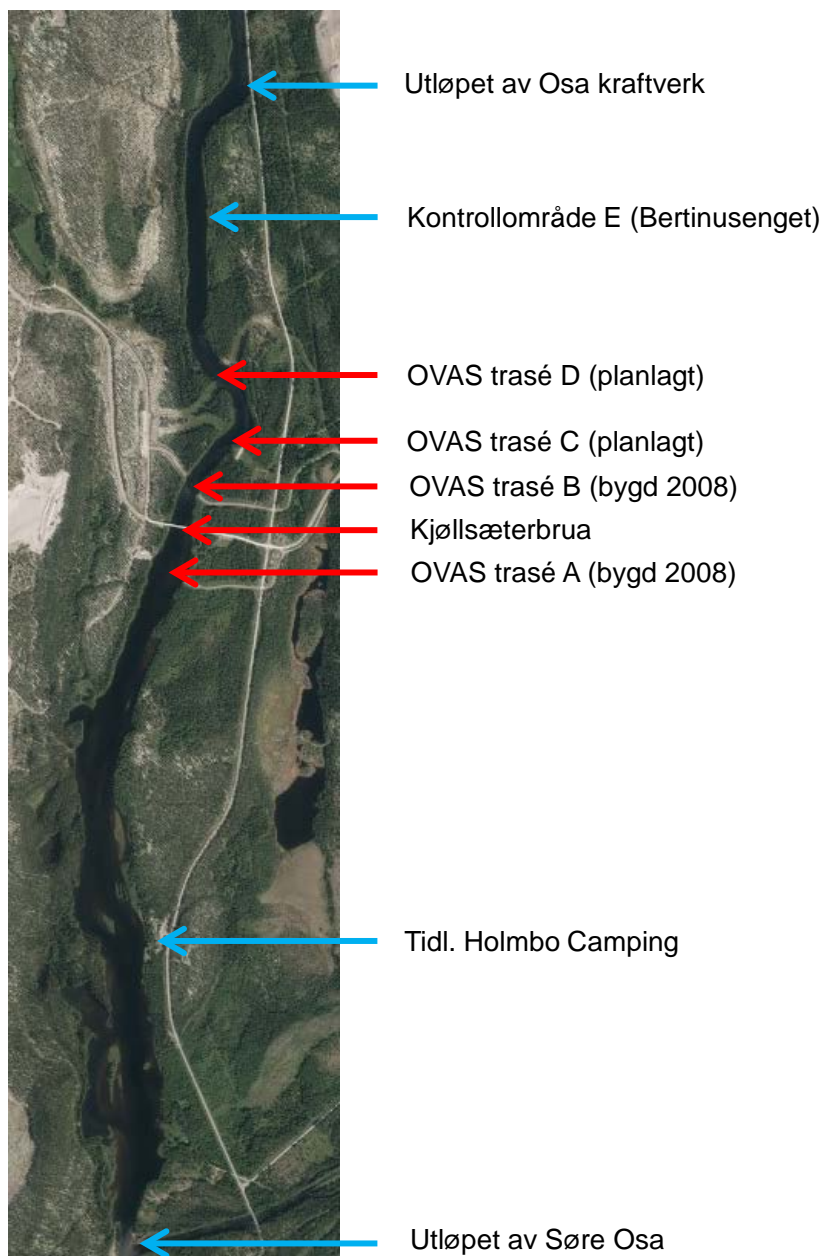 Utløpet av Osa kraftverk
Kontrollområde E (Bertinusenget)
OVAS trasé D (planlagt)
OVAS trasé C (planlagt)
OVAS trasé B (bygd 2008)
Kjøllsæterbrua
OVAS trasé A (bygd 2008)
Tidl. Holmbo Camping
Utløpet av Søre Osa